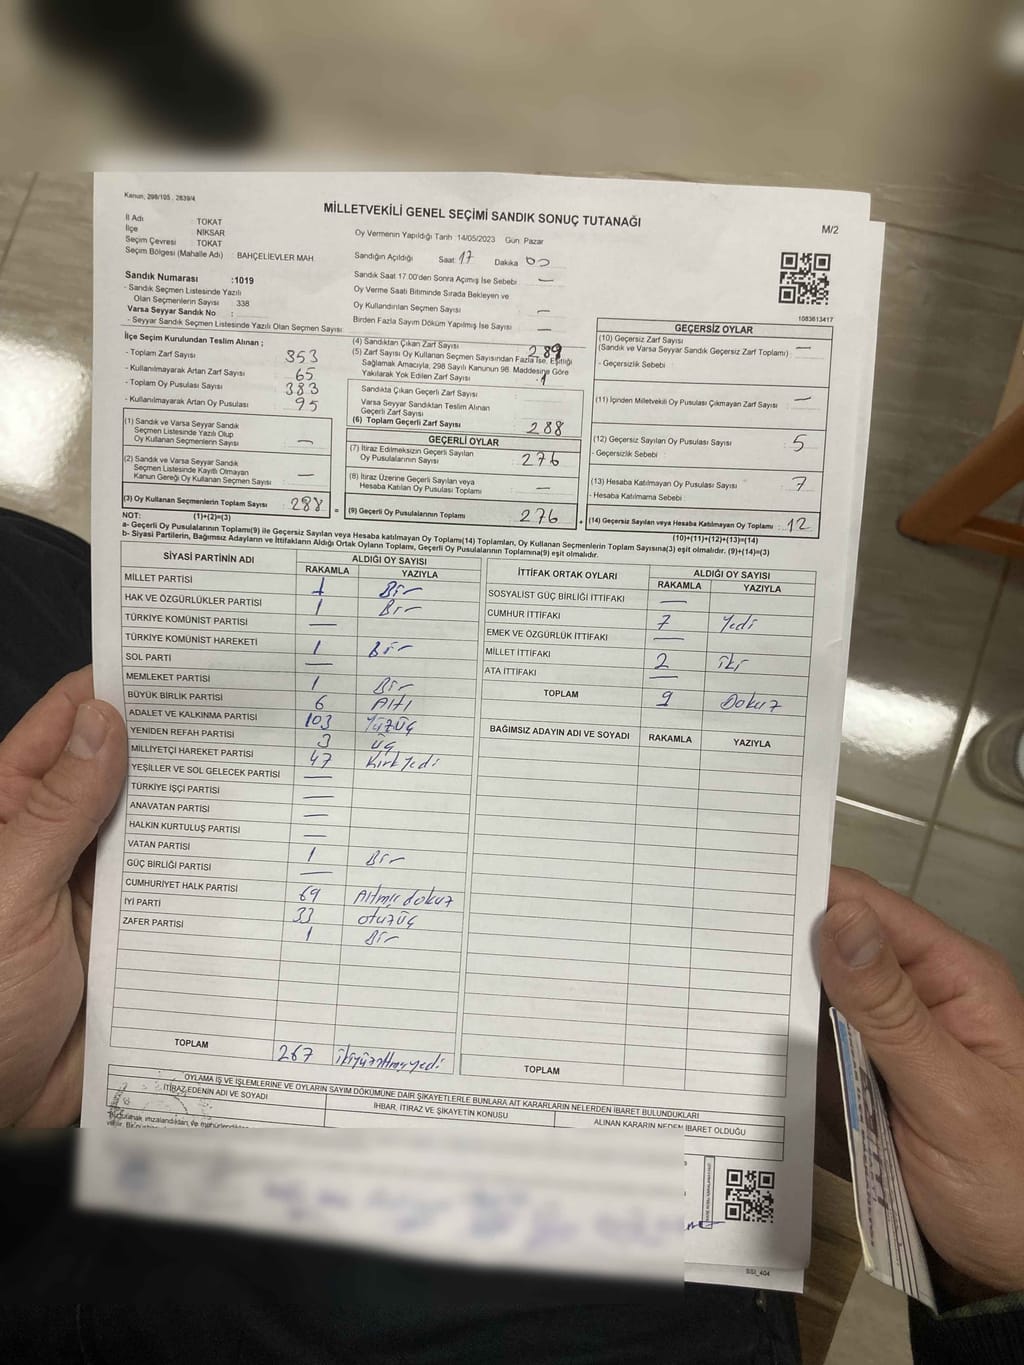 Kanun; 298/105 , 2839/4
MİLLETVEKİLİ GENEL SEÇİMİ SANDIK SONUÇ TUTANAĞI
M/2
İl Adı : TOKAT
İlçe : NİKSAR
Seçim Çevresi : TOKAT
Seçim Bölgesi (Mahalle Adı) : BAHÇELİEVLER MAH
Oy Vermenin Yapıldığı Tarih :14/05/2023 Gün: Pazar
Sandığın Açıldığı Saat: 17 Dakika 00
Sandık Saat 17.00'den Sonra Açımış İse Sebebi : —
Oy Verme Saati Bitiminde Sırada Bekleyen ve
Oy Kullandırılan Seçmen Sayısı : —
Birden Fazla Sayım Döküm Yapılmış İse Sayısı : —
1083613417
Sandık Numarası :1019
- Sandık Seçmen Listesinde Yazılı
Olan Seçmenlerin Sayısı : 338
Varsa Seyyar Sandık No :
- Seyyar Sandık Seçmen Listesinde Yazılı Olan Seçmen Sayısı:
İlçe Seçim Kurulundan Teslim Alınan ;
- Toplam Zarf Sayısı : 353
- Kullanılmayarak Artan Zarf Sayısı : 65
- Toplam Oy Pusulası Sayısı : 383
- Kullanılmayarak Artan Oy Pusulası : 95
(1) Sandık ve Varsa Seyyar Sandık
Seçmen Listesinde Yazılı Olup
Oy Kullanan Seçmenlerin Sayısı : —
(2) Sandık ve Varsa Seyyar Sandık
Seçmen Listesinde Kayıtlı Olmayan
Kanun Gereği Oy Kullanan Seçmen Sayısı : —
(3) Oy Kullanan Seçmenlerin Toplam Sayısı : 288
(1)+(2)=(3)
(4) Sandıktan Çıkan Zarf Sayısı : 289
(5) Zarf Sayısı Oy Kullanan Seçmen Sayısından Fazla İse, Eşitliği
Sağlamak Amacıyla, 298 Sayılı Kanunun 98. Maddesine Göre
Yakılarak Yok Edilen Zarf Sayısı : 1
Sandıkta Çıkan Geçerli Zarf Sayısı :
Varsa Seyyar Sandıktan Teslim Alınan
Geçerli Zarf Sayısı
(6) Toplam Geçerli Zarf Sayısı : 288
GEÇERLİ OYLAR
(7) İtiraz Edilmeksizin Geçerli Sayılan
Oy Pusulalarının Sayısı : 276
(8) İtiraz Üzerine Geçerli Sayılan veya
Hesaba Katılan Oy Pusulası Toplamı : —
= (9) Geçerli Oy Pusulalarının Toplamı : 276
GEÇERSİZ OYLAR
(10) Geçersiz Zarf Sayısı
(Sandık ve Varsa Seyyar Sandık Geçersiz Zarf Toplamı) : —
- Geçersizlik Sebebi :
(11) İçinden Milletvekili Oy Pusulası Çıkmayan Zarf Sayısı : —
(12) Geçersiz Sayılan Oy Pusulası Sayısı : 5
- Geçersizlik Sebebi :
(13) Hesaba Katılmayan Oy Pusulası Sayısı : 7
- Hesaba Katılmama Sebebi :
+ (14) Geçersiz Sayılan veya Hesaba Katılmayan Oy Toplamı : 12
(10)+(11)+(12)+(13)=(14)
NOT:
a- Geçerli Oy Pusulaları Toplamı(9) ile Geçersiz Sayılan veya Hesaba Katılmayan Oy Toplamı(14) Toplamları, Oy Kullanan Seçmenlerin Toplam Sayısına(3) eşit olmalıdır. (9)+(14)=(3)
b- Siyasi Partilerin, Bağımsız Adayların ve İttifakların Aldığı Ortak Oyların Toplamı, Geçerli Oy Pusulalarının Toplamına(9) eşit olmalıdır.
SİYASİ PARTİNİN ADI ALDIĞI OY SAYISI
RAKAMLA YAZIYLA
MİLLET PARTİSİ 1 Bir
HAK VE ÖZGÜRLÜKLER PARTİSİ 1 Bir
TÜRKİYE KOMÜNİST PARTİSİ —
TÜRKİYE KOMÜNİST HAREKETİ 1 Bir
SOL PARTİ —
MEMLEKET PARTİSİ 1 Bir
BÜYÜK BİRLİK PARTİSİ 6 Altı
ADALET VE KALKINMA PARTİSİ 103 Yüzüç
YENİDEN REFAH PARTİSİ 3 Üç
MİLLİYETÇİ HAREKET PARTİSİ 47 Kırkyedi
YEŞİLLER VE SOL GELECEK PARTİSİ —
TÜRKİYE İŞÇİ PARTİSİ —
ANAVATAN PARTİSİ —
HALKIN KURTULUŞ PARTİSİ —
VATAN PARTİSİ 1 Bir
GÜÇ BİRLİĞİ PARTİSİ —
CUMHURİYET HALK PARTİSİ 69 Altmış dokuz
İYİ PARTİ 33 otuzüç
ZAFER PARTİSİ 1 Bir
TOPLAM 267 ikiyüzaltmışyedi
İTTİFAK ORTAK OYLARI ALDIĞI OY SAYISI
RAKAMLA YAZIYLA
SOSYALİST GÜÇ BİRLİĞİ İTTİFAKI —
CUMHUR İTTİFAKI 7 Yedi
EMEK VE ÖZGÜRLÜK İTTİFAKI —
MİLLET İTTİFAKI 2 iki
ATA İTTİFAKI —
TOPLAM 9 Dokuz
BAĞIMSIZ ADAYIN ADI VE SOYADI RAKAMLA YAZIYLA
TOPLAM
OYLAMA İŞ VE İŞLEMLERİNE VE OYLARIN SAYIM DÖKÜMÜNE DAİR ŞİKAYETLERLE BUNLARA AİT KARARLARIN NELERDEN İBARET BULUNDUKLARI
İTİRAZ EDENİN ADI VE SOYADI İHBAR, İTİRAZ VE ŞİKAYETİN KONUSU ALINAN KARARIN NEDEN İBARET OLDUĞU
SSİ_404